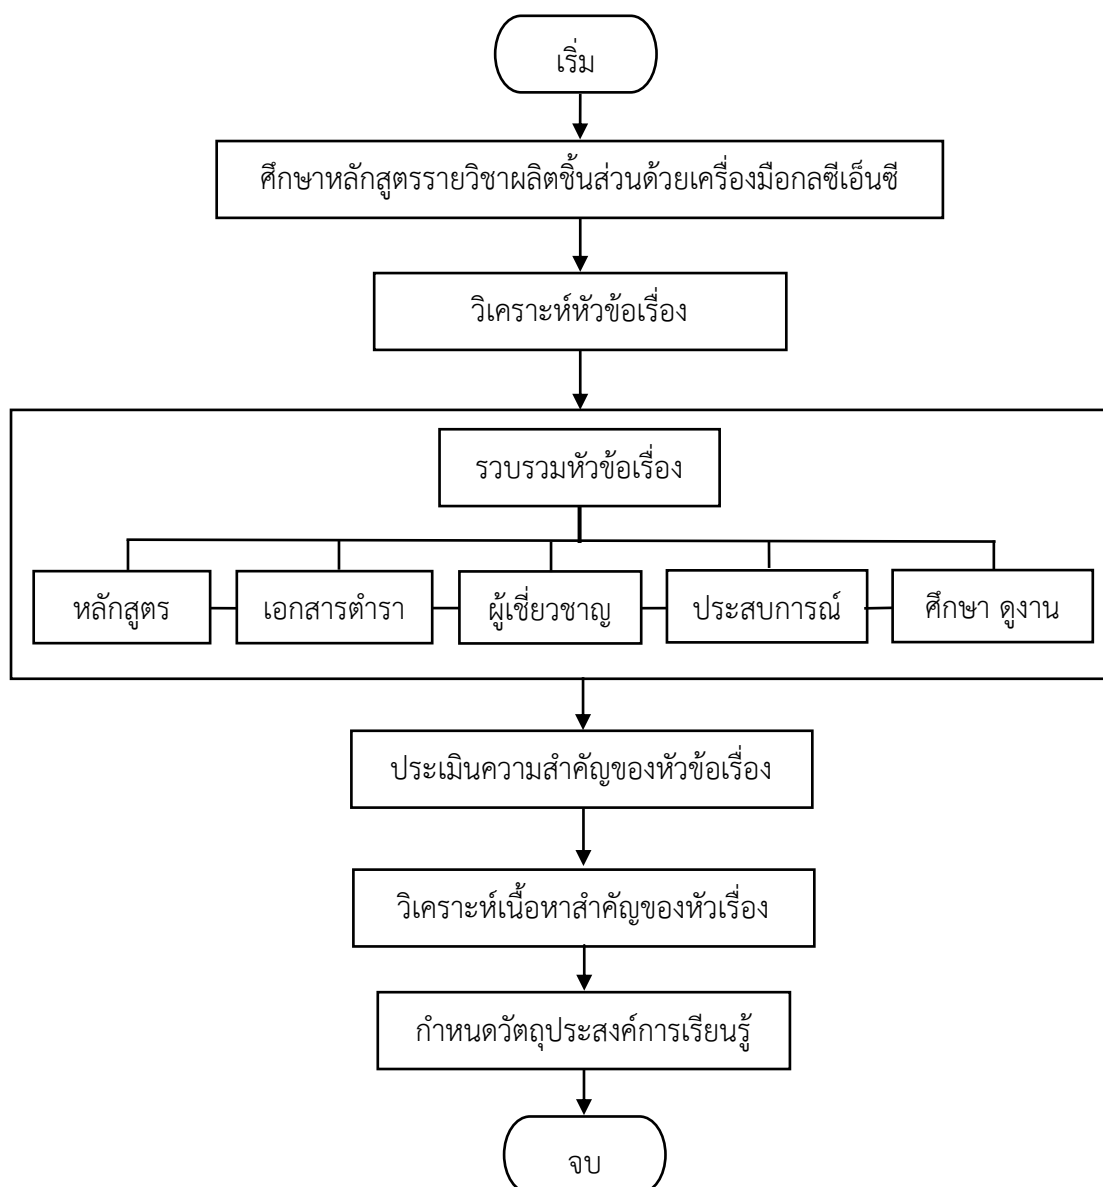 เริ่ม
ศึกษาหลักสูตรรายวิชาผลิตชิ้นส่วนด้วยเครื่องมือกลซีเอ็นซี
วิเคราะห์หัวข้อเรื่อง
รวบรวมหัวข้อเรื่อง
หลักสูตร
เอกสารตำรา
ผู้เชี่ยวชาญ
ประสบการณ์
ศึกษา ดูงาน
ประเมินความสำคัญของหัวข้อเรื่อง
วิเคราะห์เนื้อหาสำคัญของหัวเรื่อง
กำหนดวัตถุประสงค์การเรียนรู้
จบ